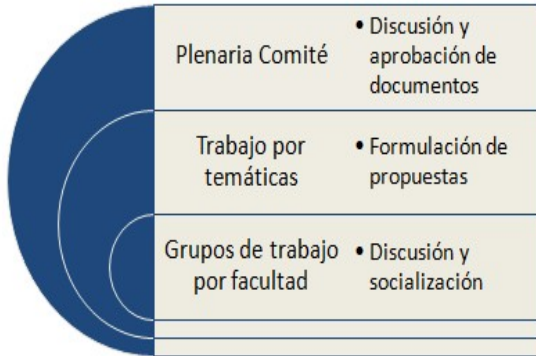 Plenaria Comité
• Discusión y
aprobación de
documentos
Trabajo por
temáticas
• Formulación de
propuestas
Grupos de trabajo
por facultad
• Discusión y
socialización